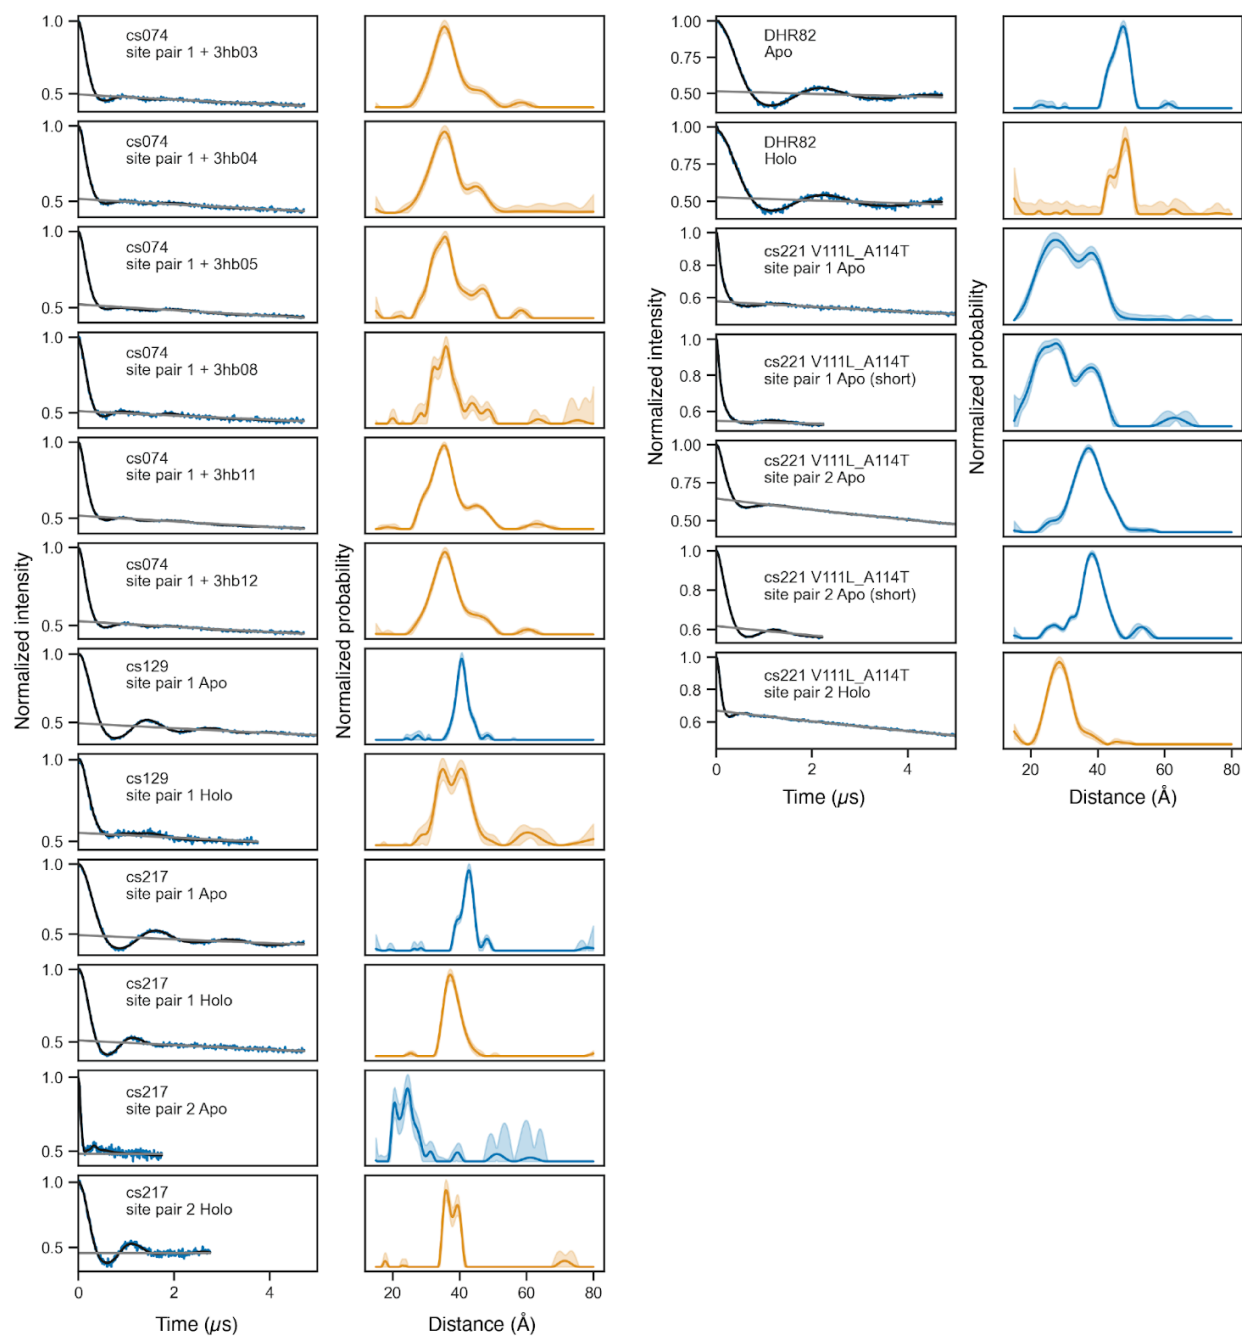 1.0
0.5
cs074
site pair 1 + 3hb03
1.0
0.5
cs074
site pair 1 + 3hb04
1.0
0.5
cs074
site pair 1 + 3hb05
1.0
0.5
cs074
site pair 1 + 3hb08
1.0
0.5
cs074
site pair 1 + 3hb11
1.0
0.5
cs074
site pair 1 + 3hb12
1.0
0.5
cs129
site pair 1 Apo
1.0
0.5
cs129
site pair 1 Holo
1.0
0.5
cs217
site pair 1 Apo
1.0
0.5
cs217
site pair 1 Holo
1.0
0.5
cs217
site pair 2 Apo
1.0
0.5
cs217
site pair 2 Holo
Normalized intensity
0 2 4
Time (μs)
Normalized probability
20 40 60 80
Distance (Å)
1.00
0.75
0.50
DHR82
Apo
1.00
0.75
0.50
DHR82
Holo
1.0
0.8
0.6
cs221 V111L_A114T
site pair 1 Apo
1.0
0.8
0.6
cs221 V111L_A114T
site pair 1 Apo (short)
1.00
0.75
0.50
cs221 V111L_A114T
site pair 2 Apo
1.0
0.8
0.6
cs221 V111L_A114T
site pair 2 Apo (short)
1.0
0.8
0.6
cs221 V111L_A114T
site pair 2 Holo
Normalized intensity
0 2 4
Time (μs)
Normalized probability
20 40 60 80
Distance (Å)